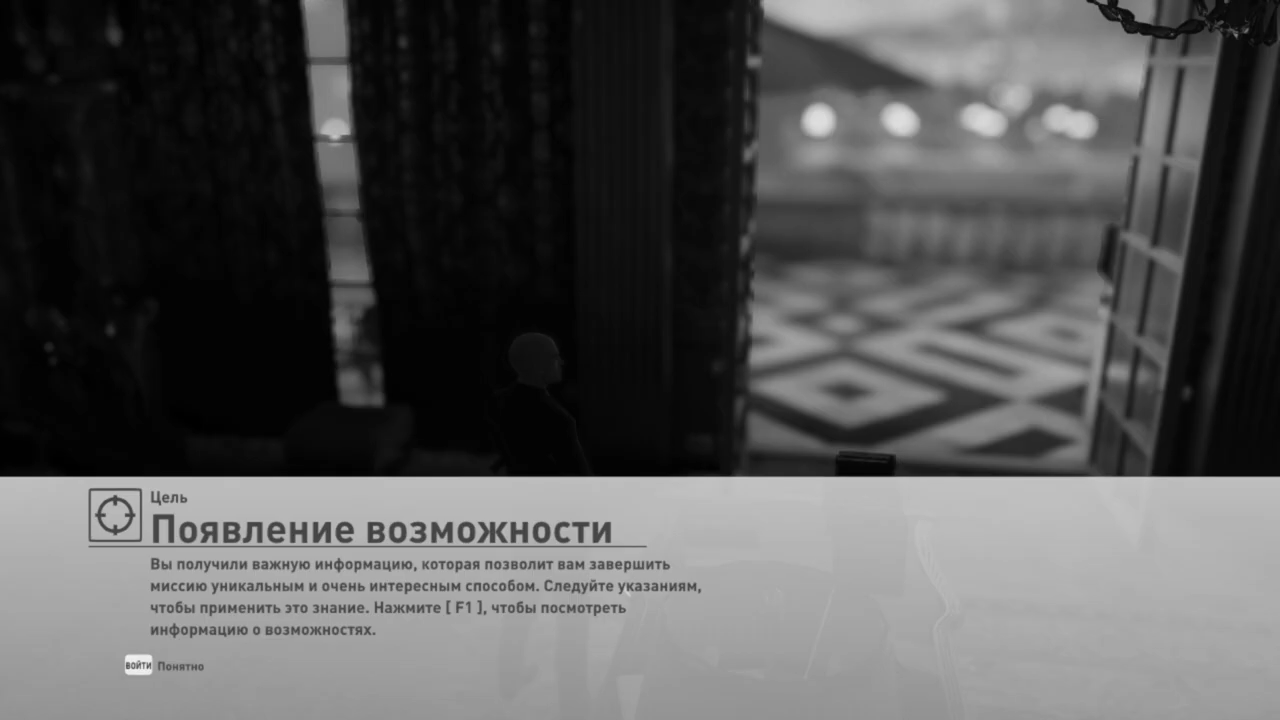 Цель
Появление возможности
Вы получили важную информацию, которая позволит вам завершить
миссию уникальным и очень интересным способом. Следуйте указаниям,
чтобы применить это знание. Нажмите [ F1 ], чтобы посмотреть
информацию о возможностях.
ВОЙТИ Понятно